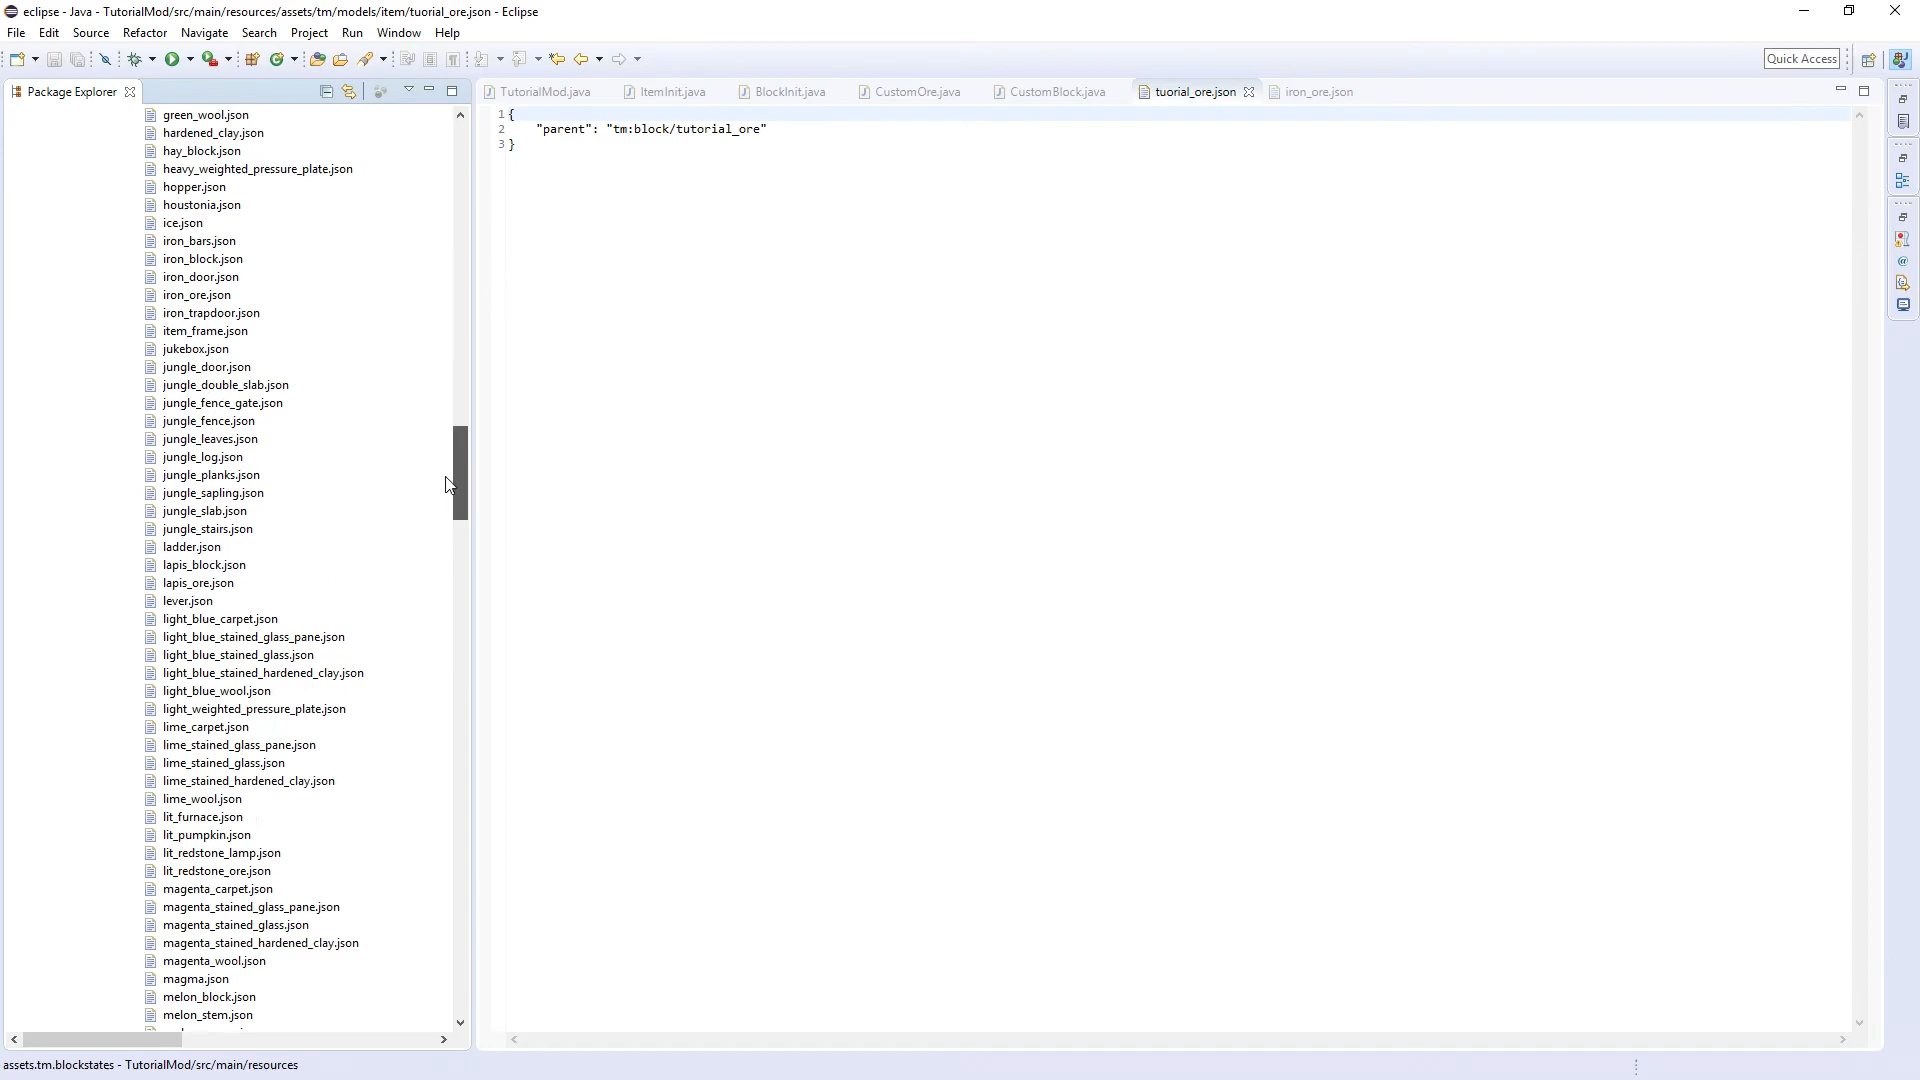 eclipse - Java - TutorialMod/src/main/resources/assets/tm/models/item/tuorial_ore.json - Eclipse
File Edit Source Refactor Navigate Search Project Run Window Help
Quick Access
Package Explorer
TutorialMod.java ItemInit.java BlockInit.java CustomOre.java CustomBlock.java tuorial_ore.json iron_ore.json
green_wool.json
hardened_clay.json
hay_block.json
heavy_weighted_pressure_plate.json
hopper.json
houstonia.json
ice.json
iron_bars.json
iron_block.json
iron_door.json
iron_ore.json
iron_trapdoor.json
item_frame.json
jukebox.json
jungle_door.json
jungle_double_slab.json
jungle_fence_gate.json
jungle_fence.json
jungle_leaves.json
jungle_log.json
jungle_planks.json
jungle_sapling.json
jungle_slab.json
jungle_stairs.json
ladder.json
lapis_block.json
lapis_ore.json
lever.json
light_blue_carpet.json
light_blue_stained_glass_pane.json
light_blue_stained_glass.json
light_blue_stained_hardened_clay.json
light_blue_wool.json
light_weighted_pressure_plate.json
lime_carpet.json
lime_stained_glass_pane.json
lime_stained_glass.json
lime_stained_hardened_clay.json
lime_wool.json
lit_furnace.json
lit_pumpkin.json
lit_redstone_lamp.json
lit_redstone_ore.json
magenta_carpet.json
magenta_stained_glass_pane.json
magenta_stained_glass.json
magenta_stained_hardened_clay.json
magenta_wool.json
magma.json
melon_block.json
melon_stem.json
1 {
2 "parent": "tm:block/tutorial_ore"
3 }
assets.tm.blockstates - TutorialMod/src/main/resources